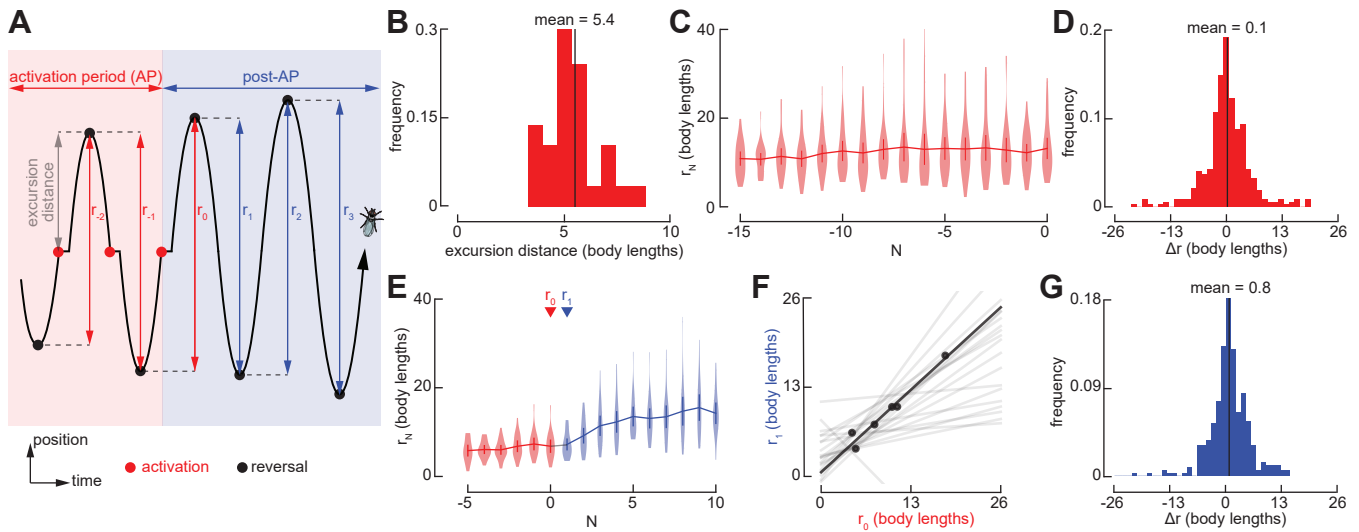 A
activation period (AP)
post-AP
excursion
distance
r-2
r-1
r0
r1
r2
r3
position
time
activation
reversal
B
mean = 5.4
frequency
0.3
0.15
0
0
5
10
excursion distance (body lengths)
C
rN (body lengths)
40
20
0
-15
-10
-5
0
N
D
mean = 0.1
frequency
0.2
0.1
0
-26
-13
0
13
26
Δr (body lengths)
E
r0
r1
rN (body lengths)
40
20
0
-5
0
5
10
N
F
r1 (body lengths)
26
13
0
0
13
26
r0 (body lengths)
G
mean = 0.8
frequency
0.18
0.09
0
-26
-13
0
13
26
Δr (body lengths)